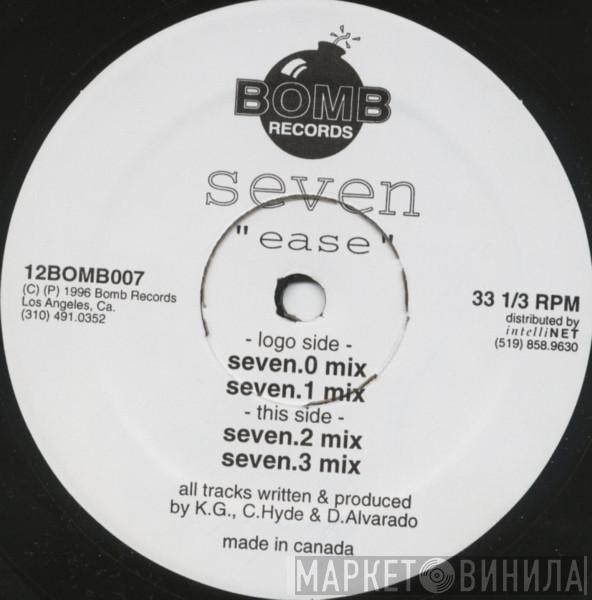 BOMB
RECORDS
seven
"ease"
12BOMB007
(C) (P) 1996 Bomb Records
Los Angeles, Ca.
(310) 491.0352
33 1/3 RPM
distributed by
intelliNET
(519) 858.9630
- logo side -
seven.0 mix
seven.1 mix
- this side -
seven.2 mix
seven.3 mix
all tracks written & produced
by K.G., C.Hyde & D.Alvarado
made in canada
МАРКЕТ ВИНИЛА